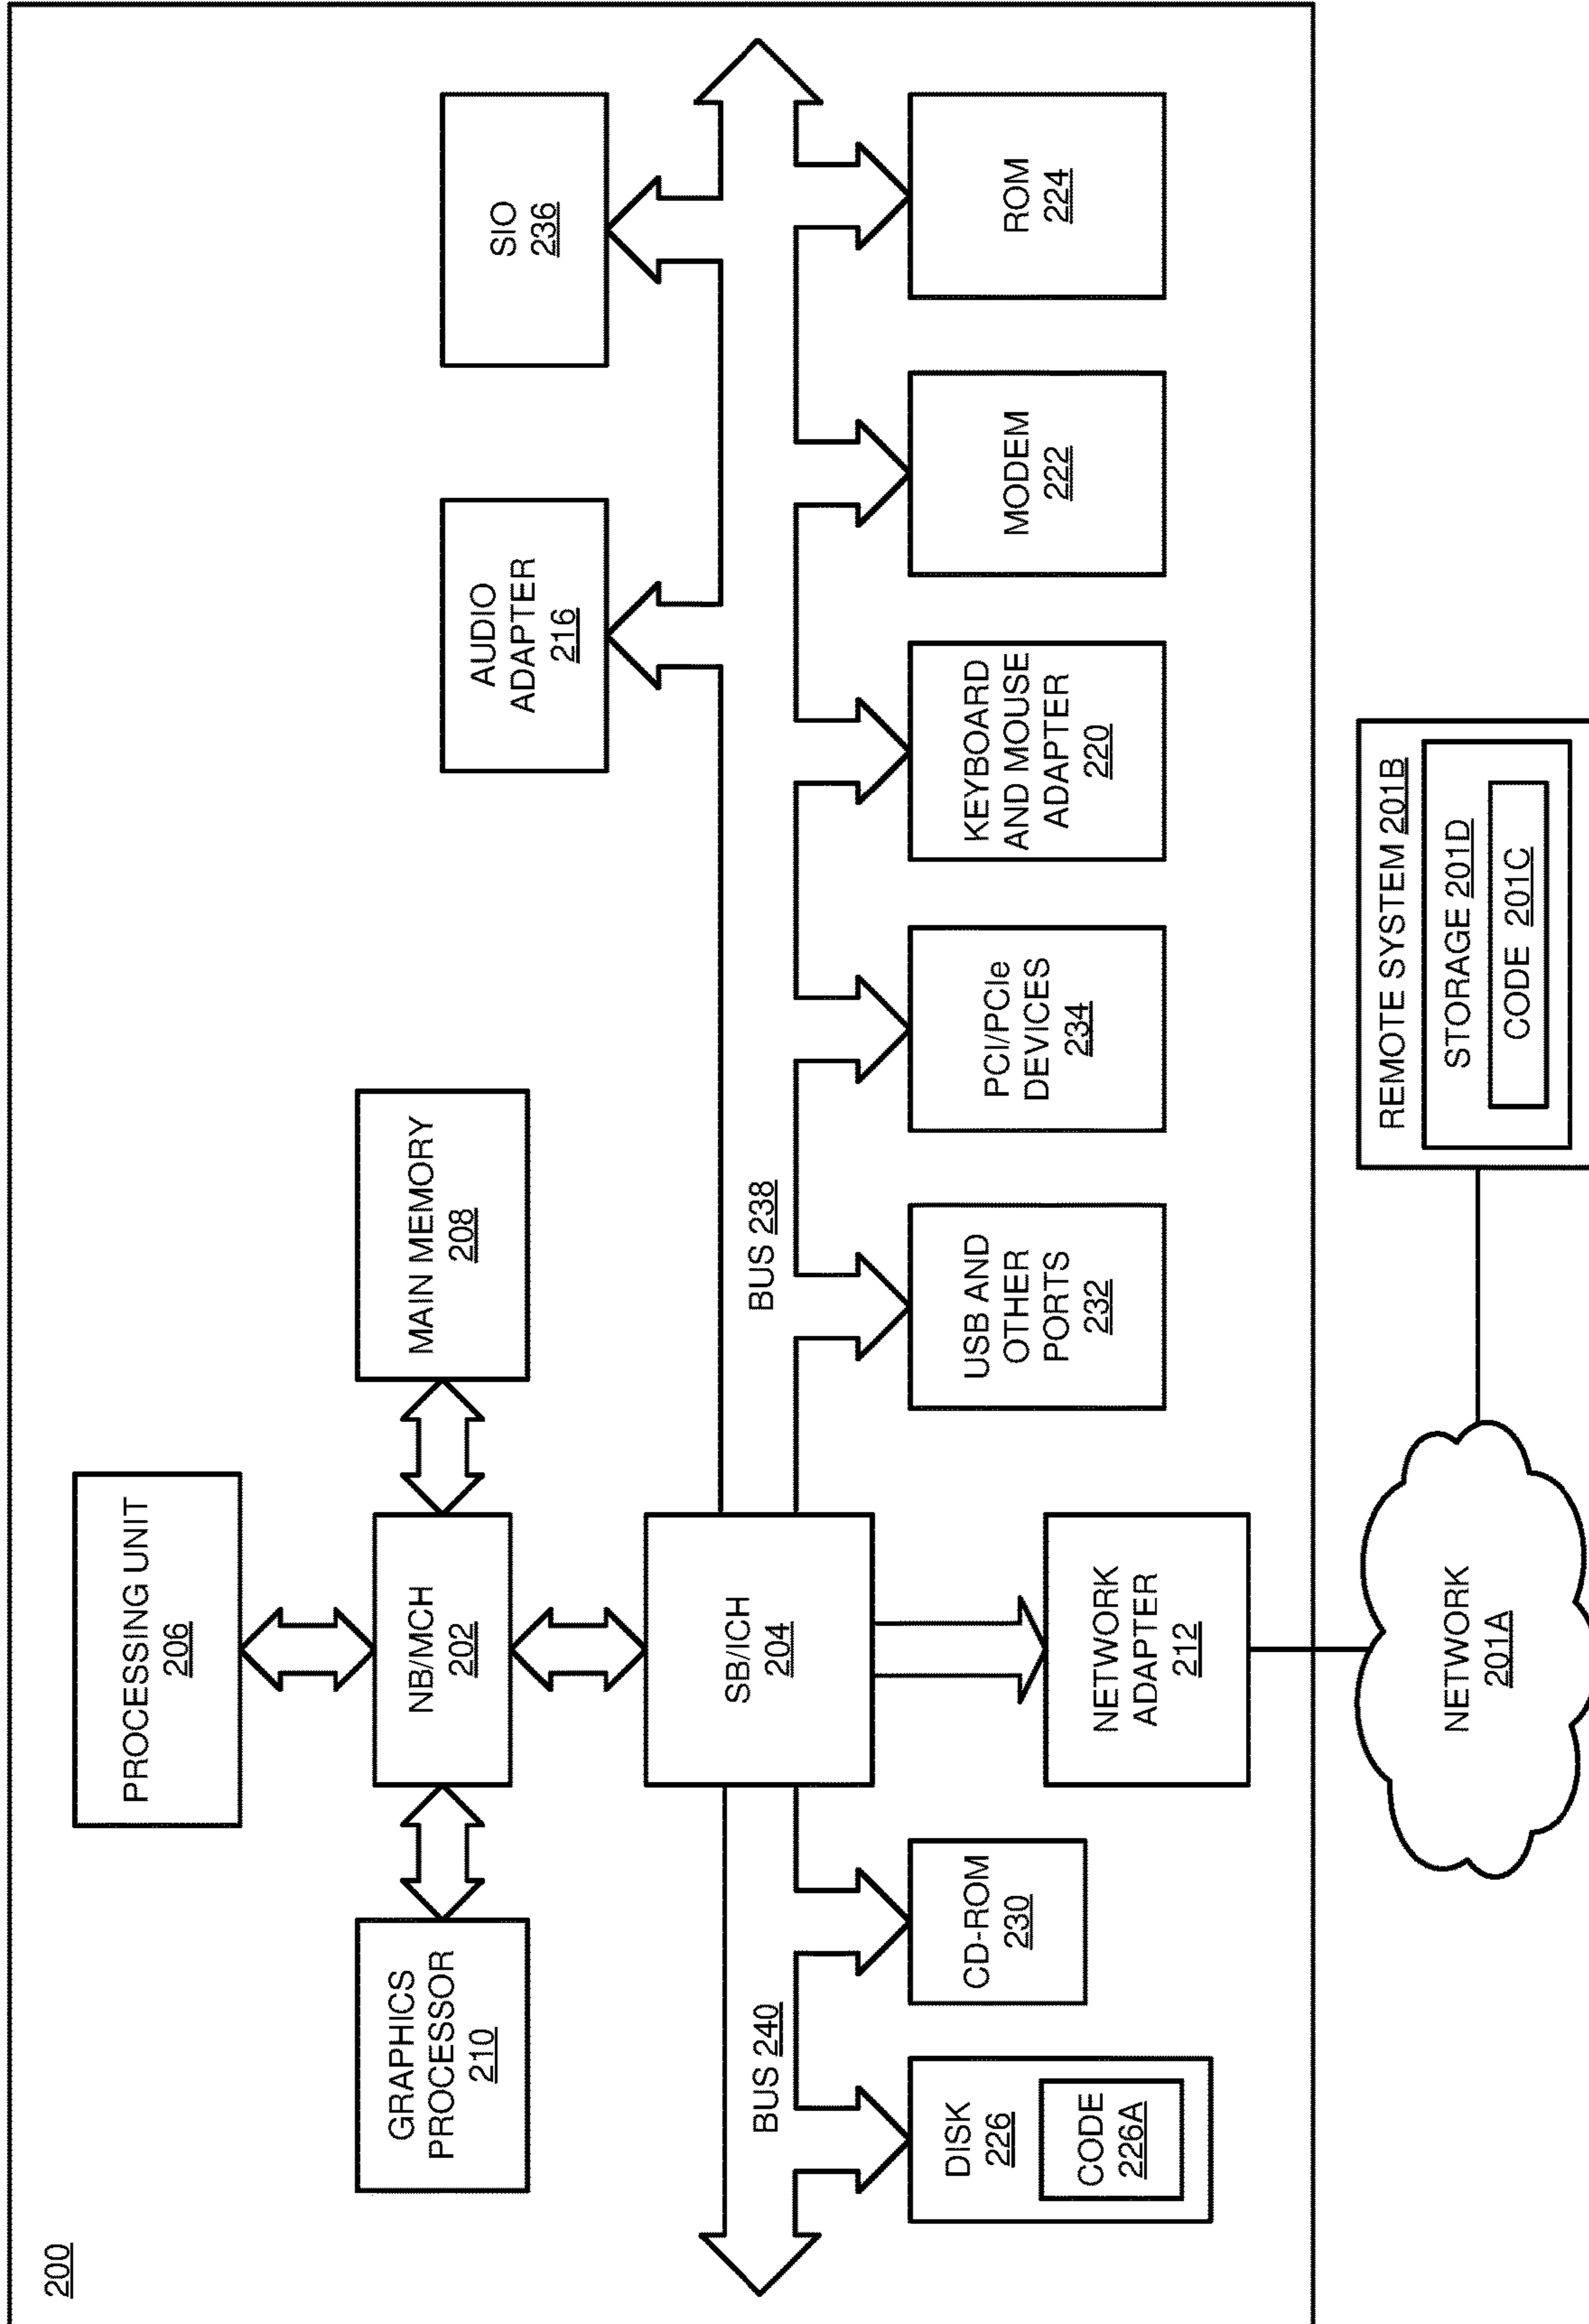 200
PROCESSING UNIT
206
GRAPHICS
PROCESSOR
210
NB/MCH
202
MAIN MEMORY
208
AUDIO
ADAPTER
216
SIO
236
SB/ICH
204
BUS 240
BUS 238
DISK
226
CODE
226A
CD-ROM
230
USB AND
OTHER
PORTS
232
PCI/PCIe
DEVICES
234
KEYBOARD
AND MOUSE
ADAPTER
220
MODEM
222
ROM
224
NETWORK
ADAPTER
212
NETWORK
201A
REMOTE SYSTEM 201B
STORAGE 201D
CODE 201C